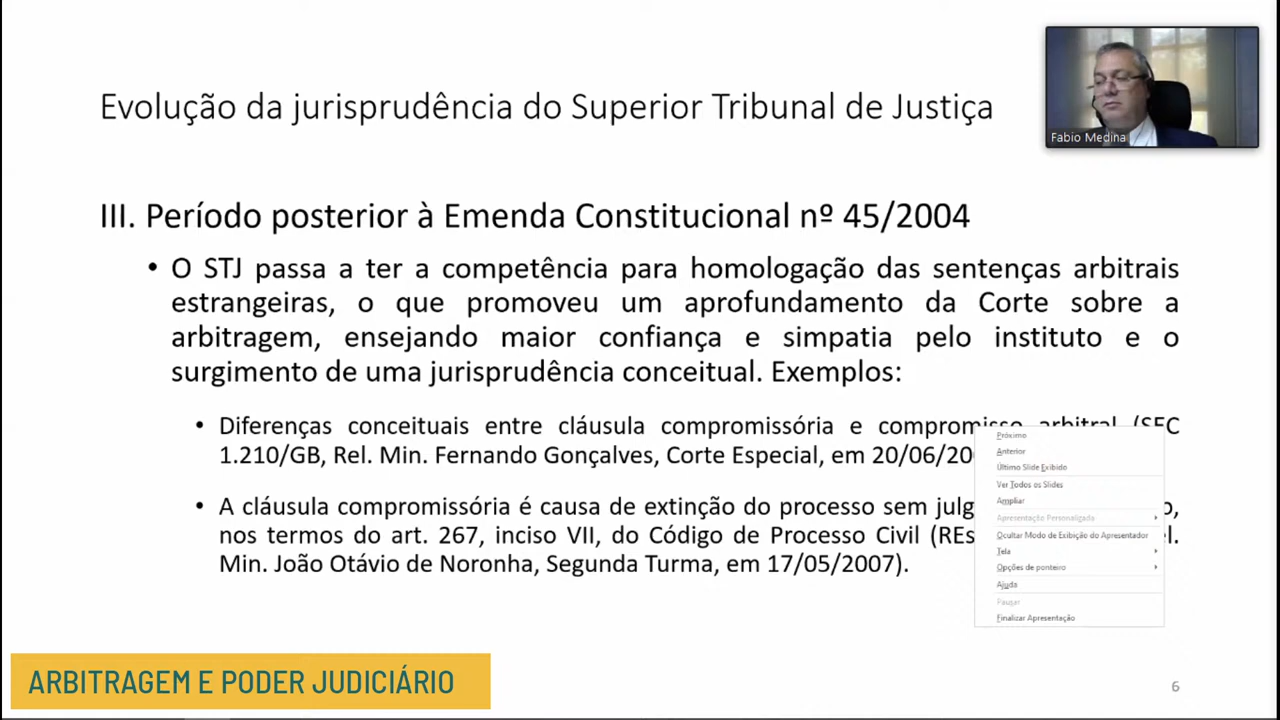 Evolução da jurisprudência do Superior Tribunal de Justiça
Fabio Medina
III. Período posterior à Emenda Constitucional nº 45/2004
• O STJ passa a ter a competência para homologação das sentenças arbitrais
estrangeiras, o que promoveu um aprofundamento da Corte sobre a
arbitragem, ensejando maior confiança e simpatia pelo instituto e o
surgimento de uma jurisprudência conceitual. Exemplos:
• Diferenças conceituais entre cláusula compromissória e compromisso arbitral (SEC
1.210/GB, Rel. Min. Fernando Gonçalves, Corte Especial, em
• A cláusula compromissória é causa de extinção do processo sem
nos termos do art. 267, inciso VII, do Código de Processo Civil
Min. João Otávio de Noronha, Segunda Turma, em 17/05/2007).
Próximo
Anterior
Último Slide Exibido
Ver Todos os Slides
Ampliar
Apresentação Personalizada
Ocultar Modo de Exibição do Apresentador
Tela
Opções de ponteiro
Ajuda
Pausar
Finalizar Apresentação
ARBITRAGEM E PODER JUDICIÁRIO
6